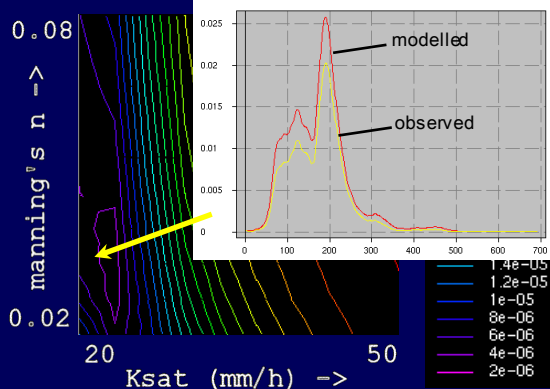 0.08
manning's n ->
0.02
20
50
Ksat (mm/h) ->
0.025
0.02
0.015
0.01
0.005
0
0
100
200
300
400
500
600
700
modelled
observed
1.4e-05
1.2e-05
1e-05
8e-06
6e-06
4e-06
2e-06